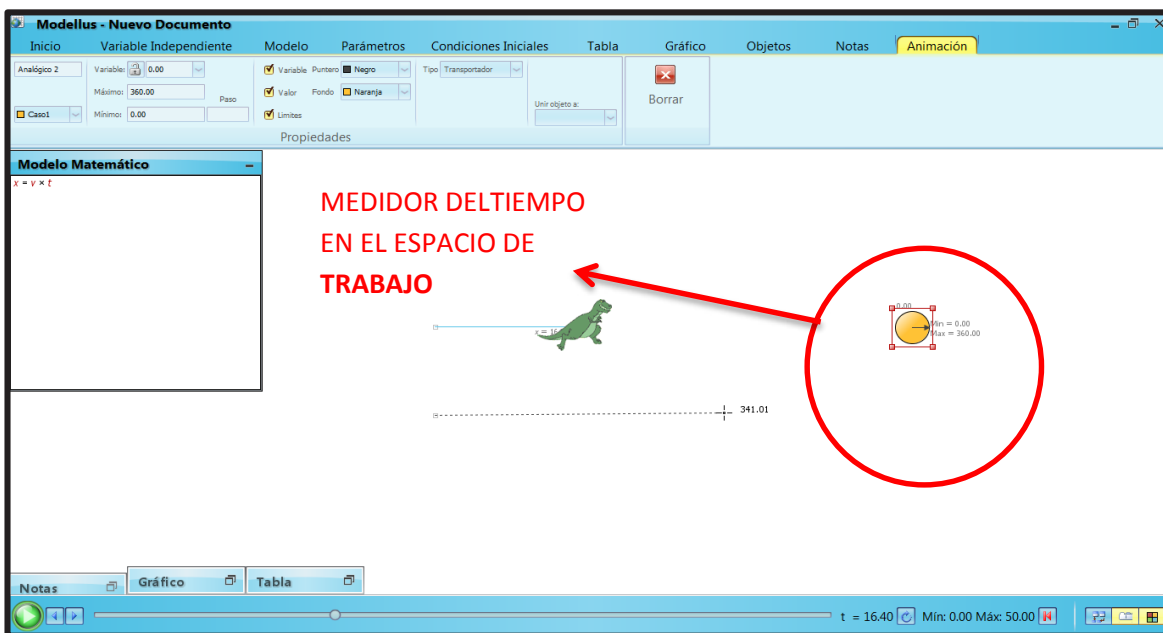 Modellus - Nuevo Documento
Inicio Variable Independiente Modelo Parámetros Condiciones Iniciales Tabla Gráfico Objetos Notas Animación
Analógico 2 Variable: 0.00 Variable Puntero Negro Tipo Transportador
Máximo: 360.00 Paso Valor Fondo Naranja Unir objeto a: Borrar
Caso1 Mínimo: 0.00 Limites
Propiedades
Modelo Matemático
x = v × t
MEDIDOR DELTIEMPO
EN EL ESPACIO DE
TRABAJO
0.00
Min = 0.00
Max = 360.00
341.01
Notas Gráfico Tabla
t = 16.40 Mín: 0.00 Máx: 50.00